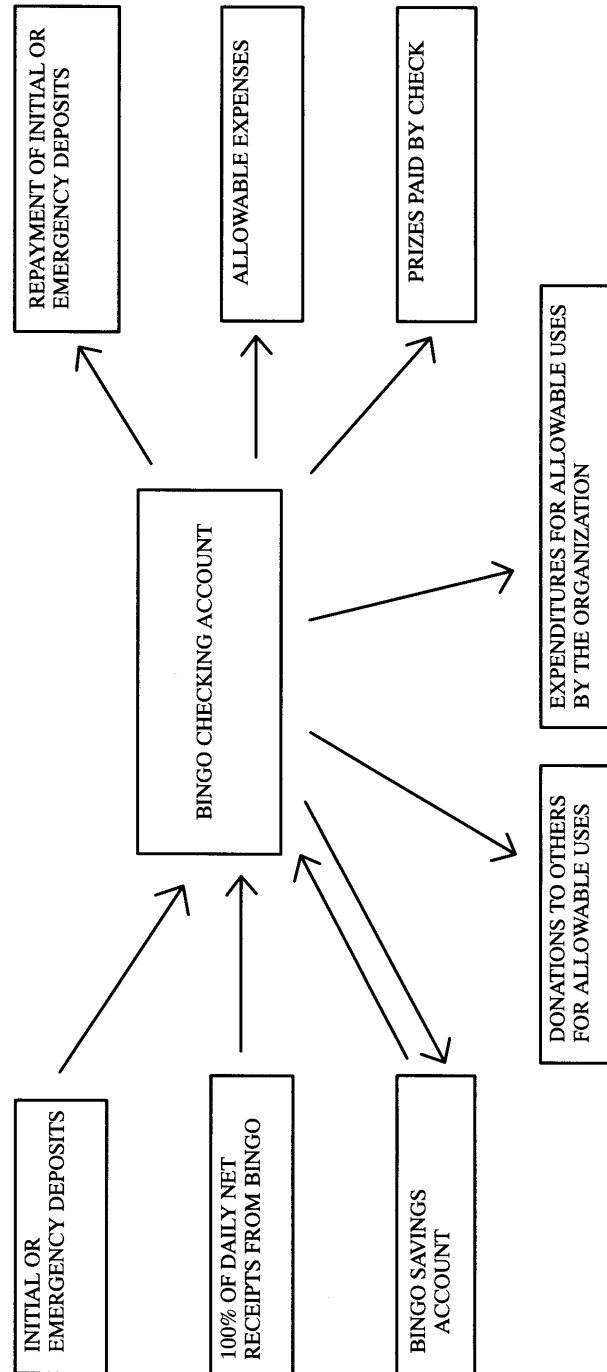 INITIAL OR
EMERGENCY DEPOSITS
100% OF DAILY NET
RECEIPTS FROM BINGO
BINGO SAVINGS
ACCOUNT
BINGO CHECKING ACCOUNT
REPAYMENT OF INITIAL OR
EMERGENCY DEPOSITS
ALLOWABLE EXPENSES
PRIZES PAID BY CHECK
DONATIONS TO OTHERS
FOR ALLOWABLE USES
EXPENDITURES FOR ALLOWABLE USES
BY THE ORGANIZATION